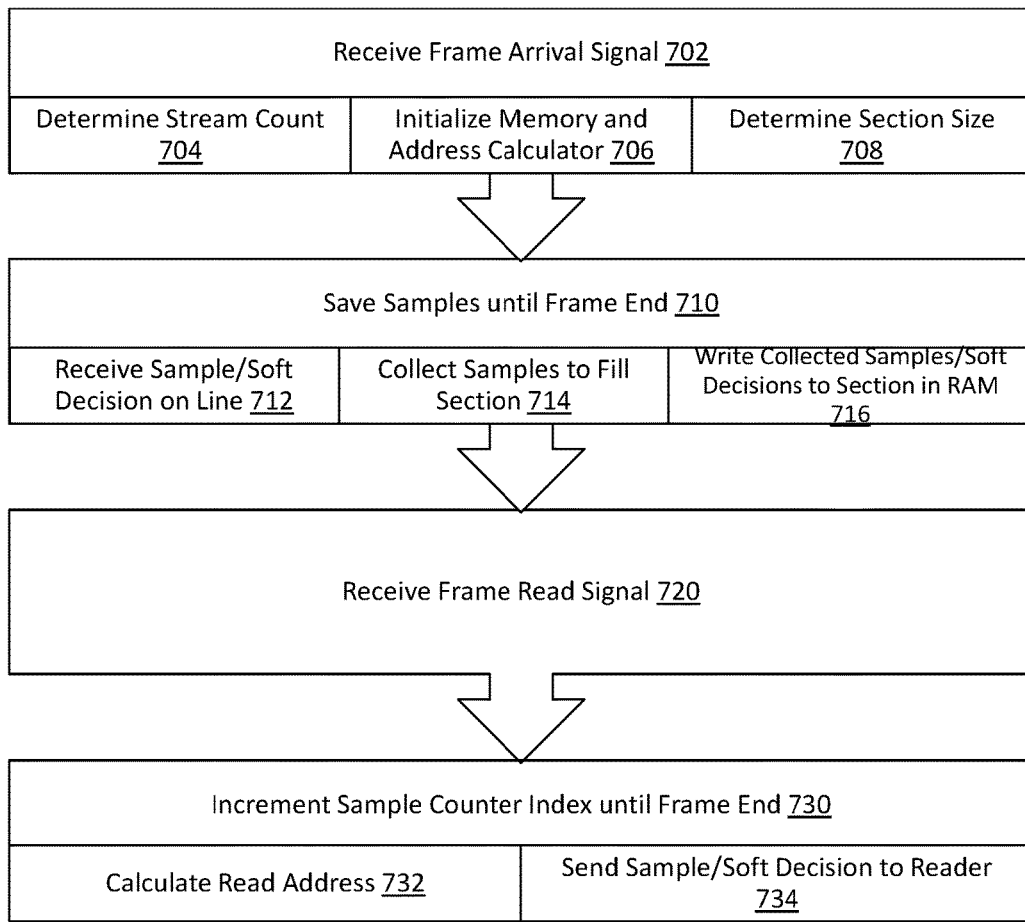 Receive Frame Arrival Signal 702
Determine Stream Count
704
Initialize Memory and
Address Calculator 706
Determine Section Size
708
Save Samples until Frame End 710
Receive Sample/Soft
Decision on Line 712
Collect Samples to Fill
Section 714
Write Collected Samples/Soft
Decisions to Section in RAM
716
Receive Frame Read Signal 720
Increment Sample Counter Index until Frame End 730
Calculate Read Address 732
Send Sample/Soft Decision to Reader
734